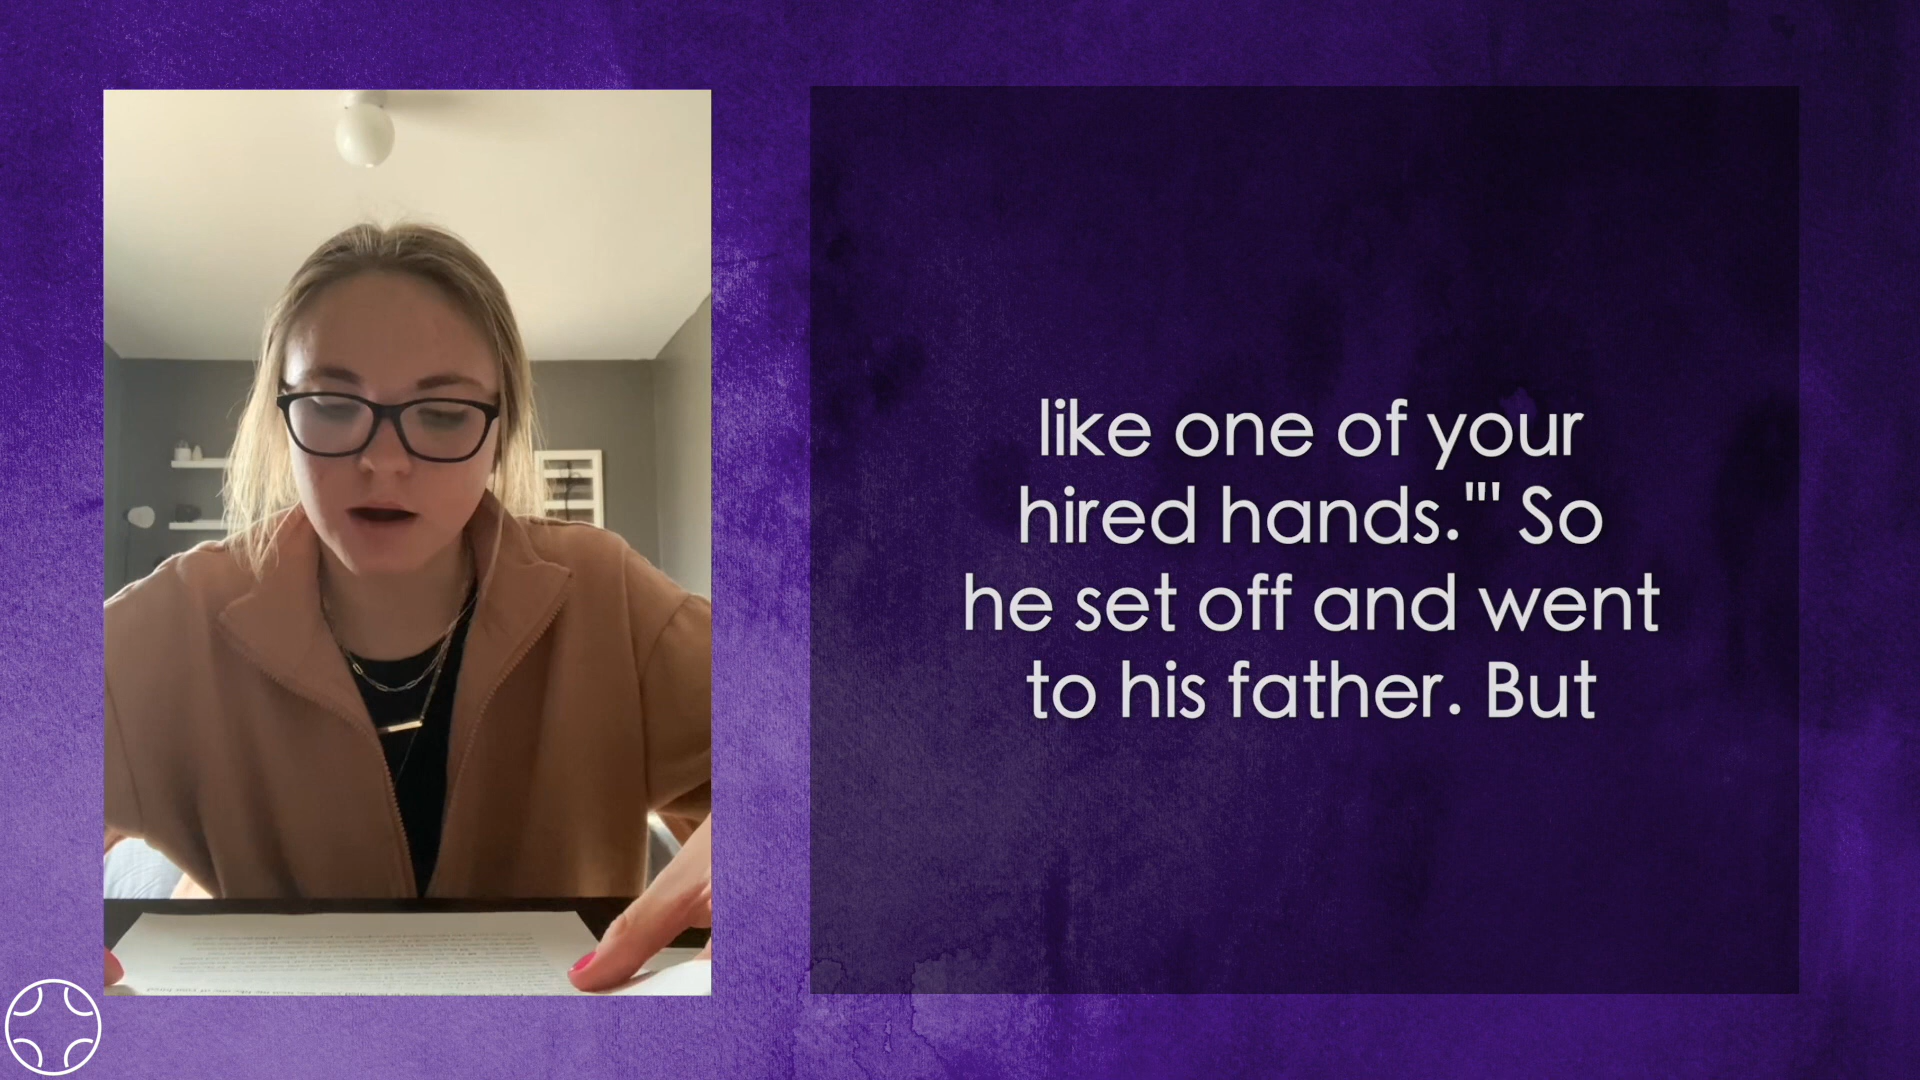 like one of your
hired hands."' So
he set off and went
to his father. But